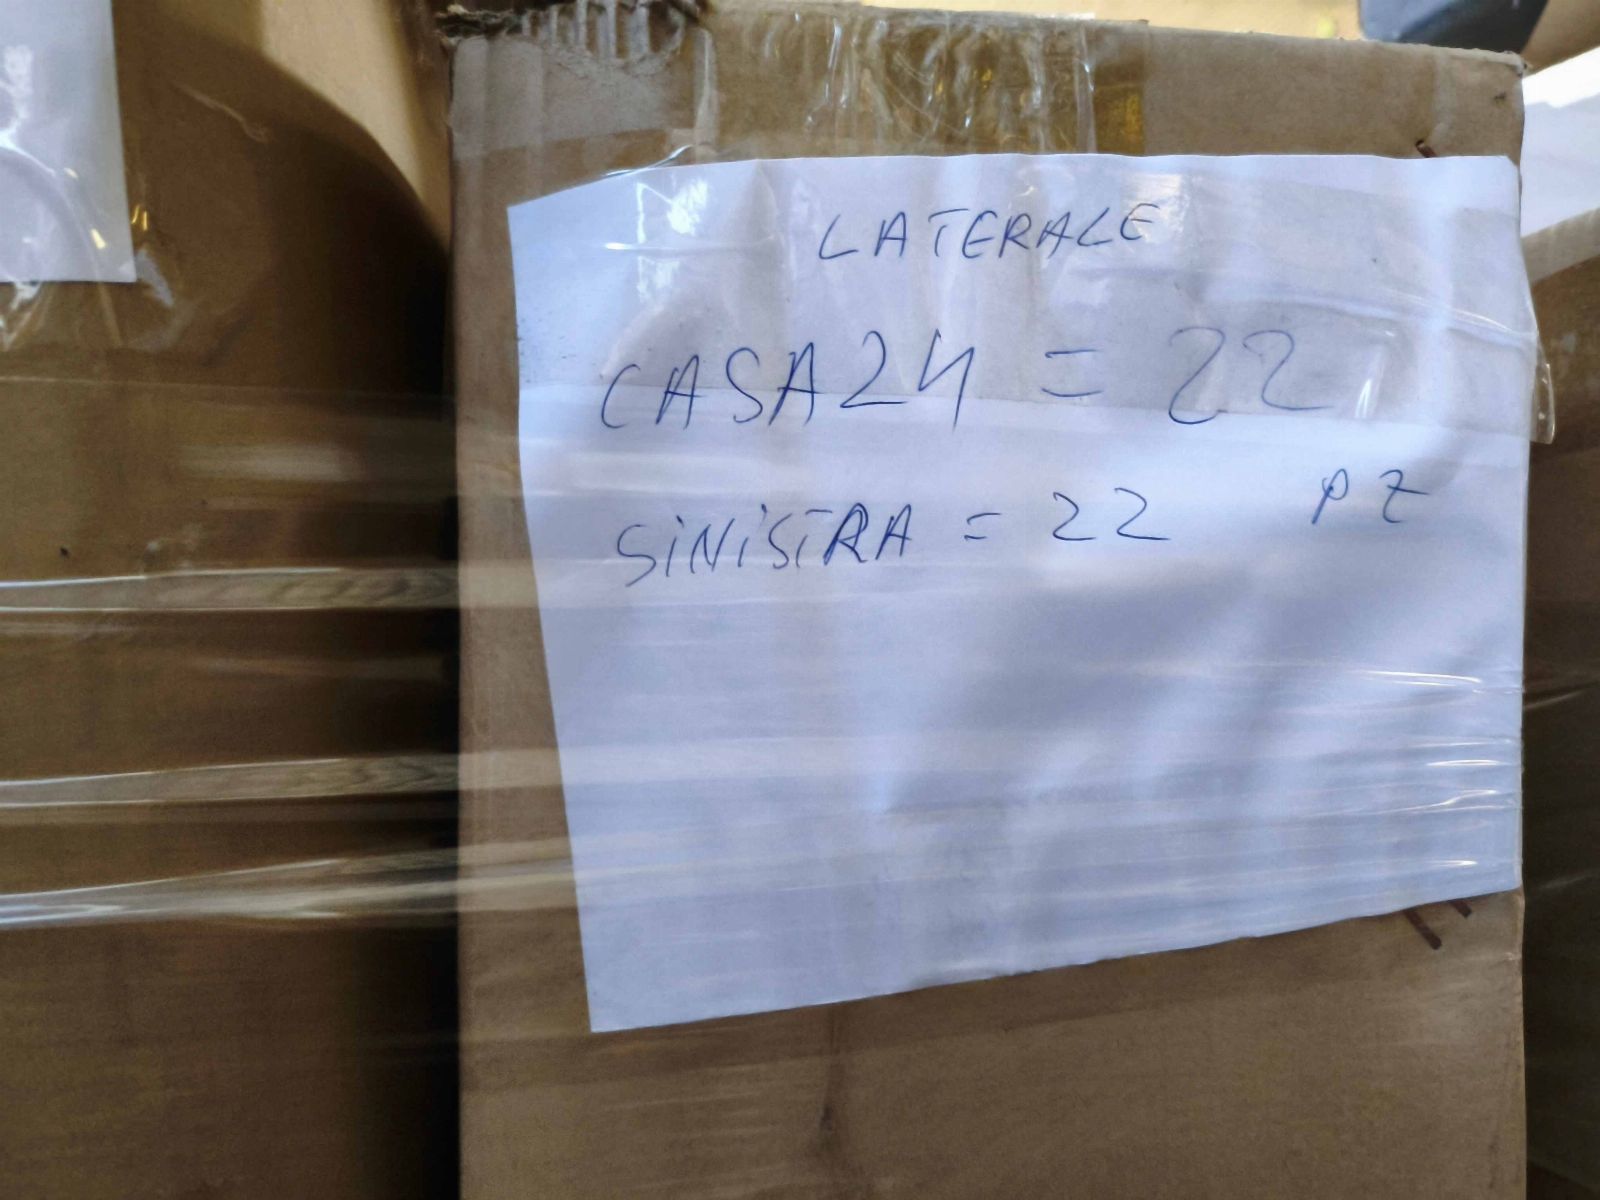 LATERALE
CASA24 = 22
SINISTRA = 22 PZ